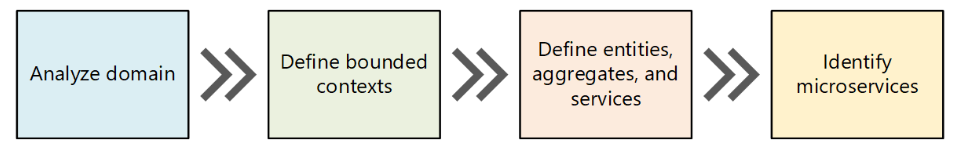 Analyze domain
Define bounded
contexts
Define entities,
aggregates, and
services
Identify
microservices